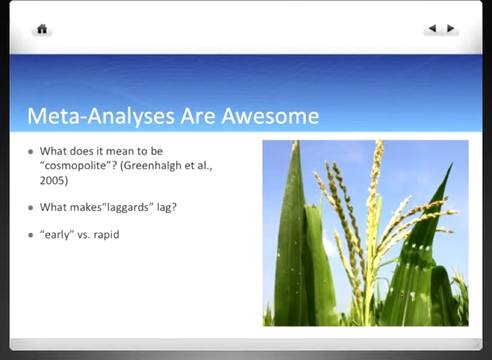 Meta-Analyses Are Awesome
What does it mean to be
“cosmopolite”? (Greenhalgh et al.,
2005)
What makes“laggards” lag?
“early” vs. rapid